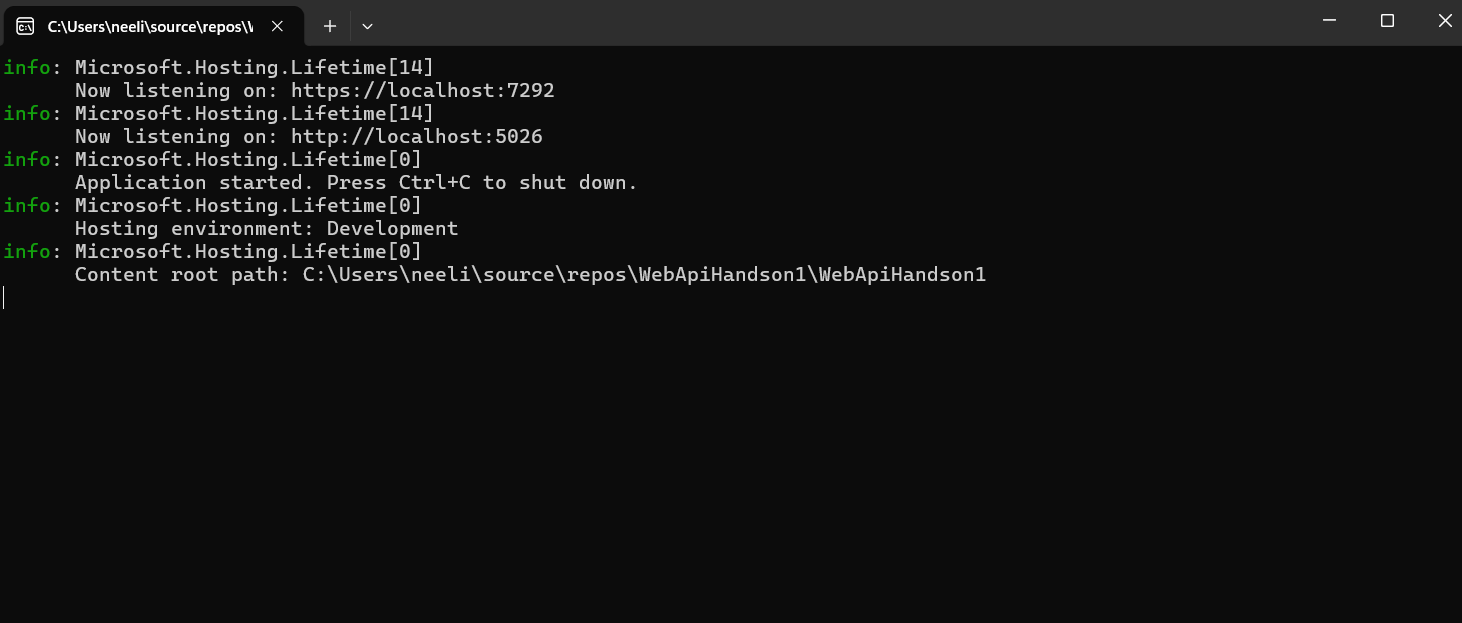 C:\Users\neeli\source\repos\\
info: Microsoft.Hosting.Lifetime[14]
      Now listening on: https://localhost:7292
info: Microsoft.Hosting.Lifetime[14]
      Now listening on: http://localhost:5026
info: Microsoft.Hosting.Lifetime[0]
      Application started. Press Ctrl+C to shut down.
info: Microsoft.Hosting.Lifetime[0]
      Hosting environment: Development
info: Microsoft.Hosting.Lifetime[0]
      Content root path: C:\Users\neeli\source\repos\WebApiHandson1\WebApiHandson1